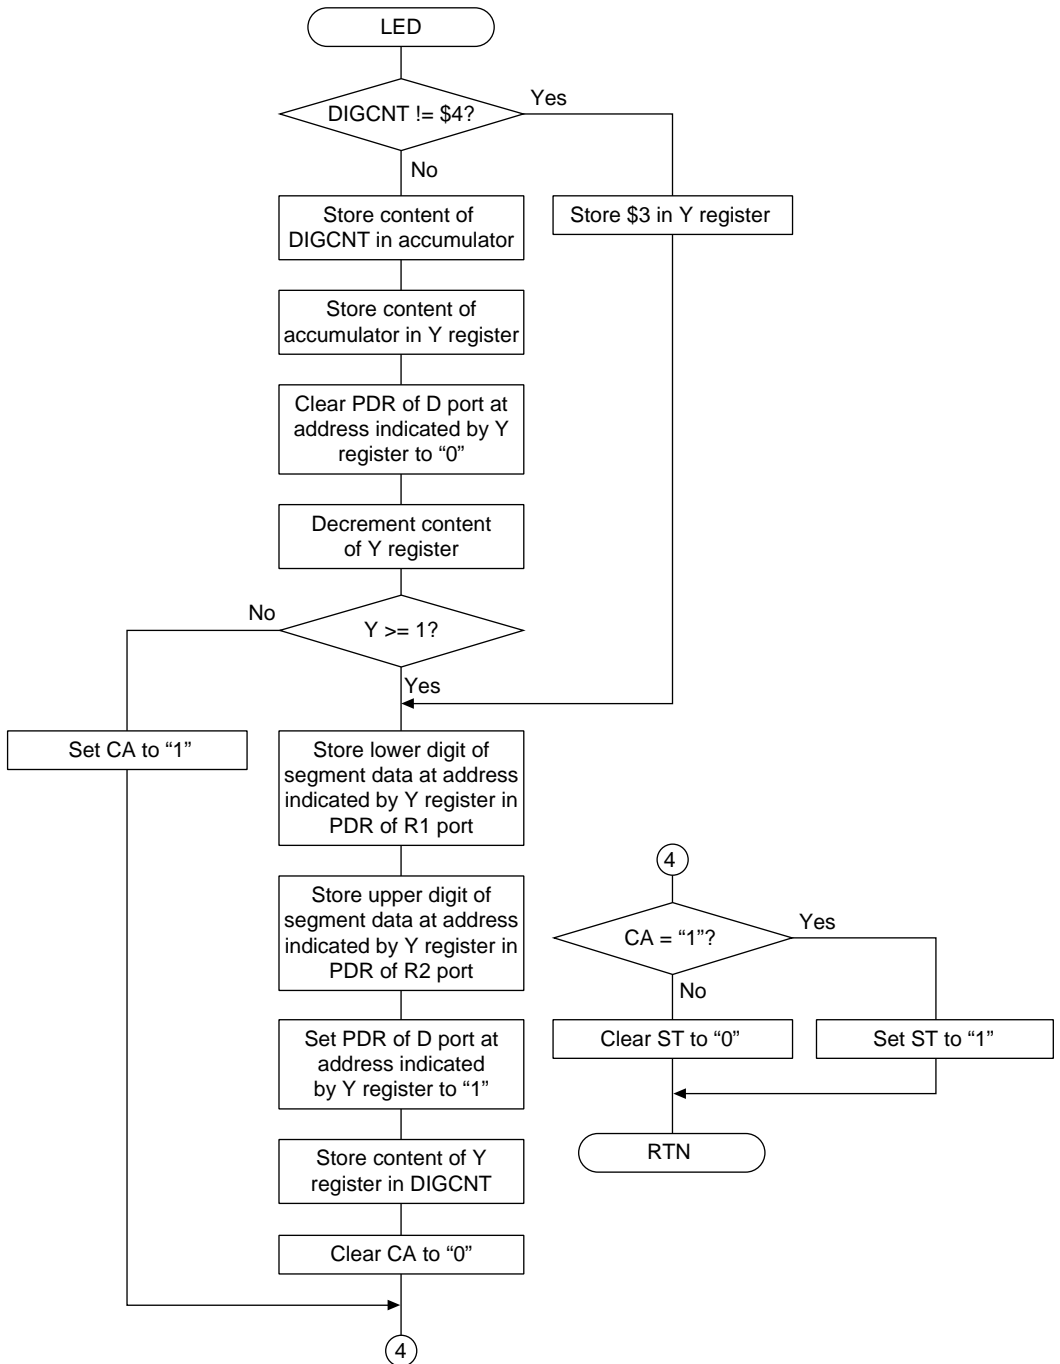 LED
DIGCNT != $4?
Yes
No
Store content of
DIGCNT in accumulator
Store $3 in Y register
Store content of
accumulator in Y register
Clear PDR of D port at
address indicated by Y
register to “0”
Decrement content
of Y register
No
Y >= 1?
Yes
Set CA to “1”
Store lower digit of
segment data at address
indicated by Y register in
PDR of R1 port
Store upper digit of
segment data at address
indicated by Y register in
PDR of R2 port
Set PDR of D port at
address indicated
by Y register to “1”
Store content of Y
register in DIGCNT
Clear CA to “0”
4
4
CA = “1”?
Yes
No
Clear ST to “0”
Set ST to “1”
RTN